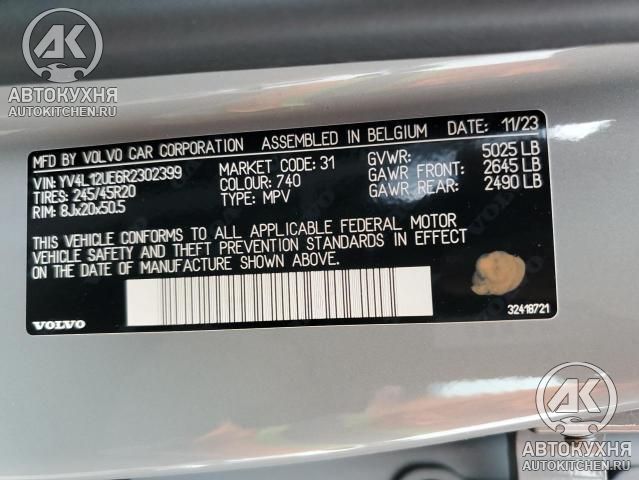 AK
АВТОКУХНЯ
AUTOKITCHEN.RU
MFD BY VOLVO CAR CORPORATION ASSEMBLED IN BELGIUM DATE: 11/23
VIN: YV4L12UE6R2302399 MARKET CODE: 31 GVWR: 5025 LB
TIRES: 245/45R20 COLOUR: 740 GAWR FRONT: 2645 LB
RIM: 8Jx20x50.5 TYPE: MPV GAWR REAR: 2490 LB
THIS VEHICLE CONFORMS TO ALL APPLICABLE FEDERAL MOTOR
VEHICLE SAFETY AND THEFT PREVENTION STANDARDS IN EFFECT
ON THE DATE OF MANUFACTURE SHOWN ABOVE.
VOLVO
32418721
AK
АВТОКУХНЯ
AUTOKITCHEN.RU